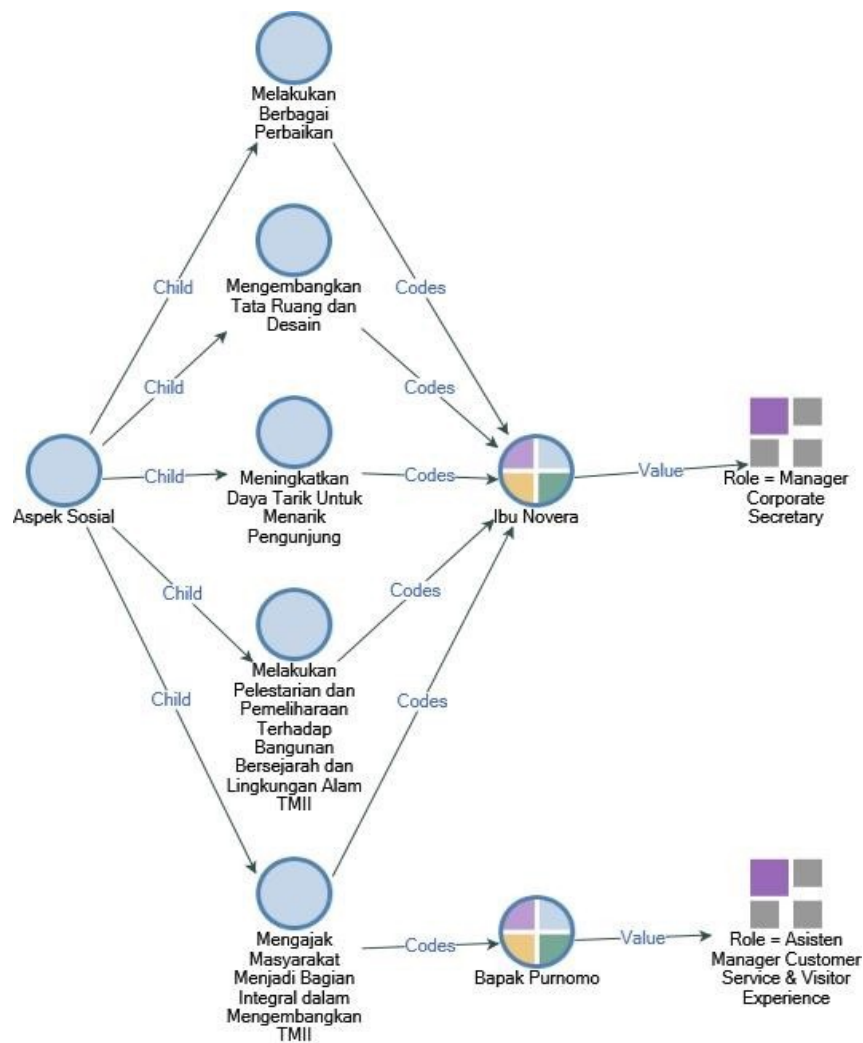 Melakukan
Berbagai
Perbaikan
Child
Codes
Mengembangkan
Tata Ruang dan
Desain
Child
Codes
Aspek Sosial
Child
Meningkatkan
Daya Tarik Untuk
Menarik
Pengunjung
Codes
Ibu Novera
Value
Role = Manager
Corporate
Secretary
Child
Codes
Melakukan
Pelestarian dan
Pemeliharaan
Terhadap
Bangunan
Bersejarah dan
Lingkungan Alam
TMII
Child
Codes
Mengajak
Masyarakat
Menjadi Bagian
Integral dalam
Mengembangkan
TMII
Codes
Bapak Purnomo
Value
Role = Asisten
Manager Customer
Service & Visitor
Experience